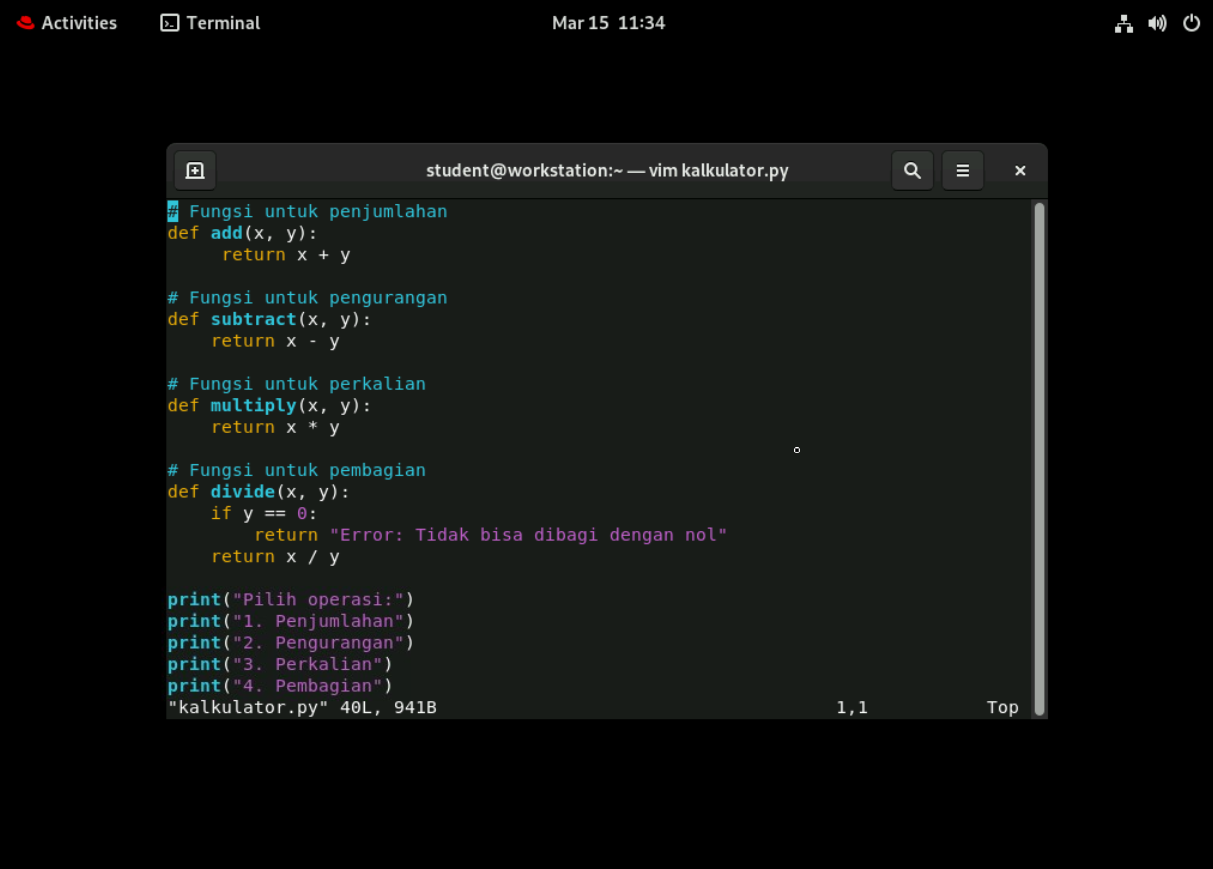 Activities Terminal Mar 15 11:34
student@workstation:~ — vim kalkulator.py
# Fungsi untuk penjumlahan
def add(x, y):
     return x + y
# Fungsi untuk pengurangan
def subtract(x, y):
    return x - y
# Fungsi untuk perkalian
def multiply(x, y):
    return x * y
# Fungsi untuk pembagian
def divide(x, y):
    if y == 0:
        return "Error: Tidak bisa dibagi dengan nol"
    return x / y
print("Pilih operasi:")
print("1. Penjumlahan")
print("2. Pengurangan")
print("3. Perkalian")
print("4. Pembagian")
"kalkulator.py" 40L, 941B 1,1 Top